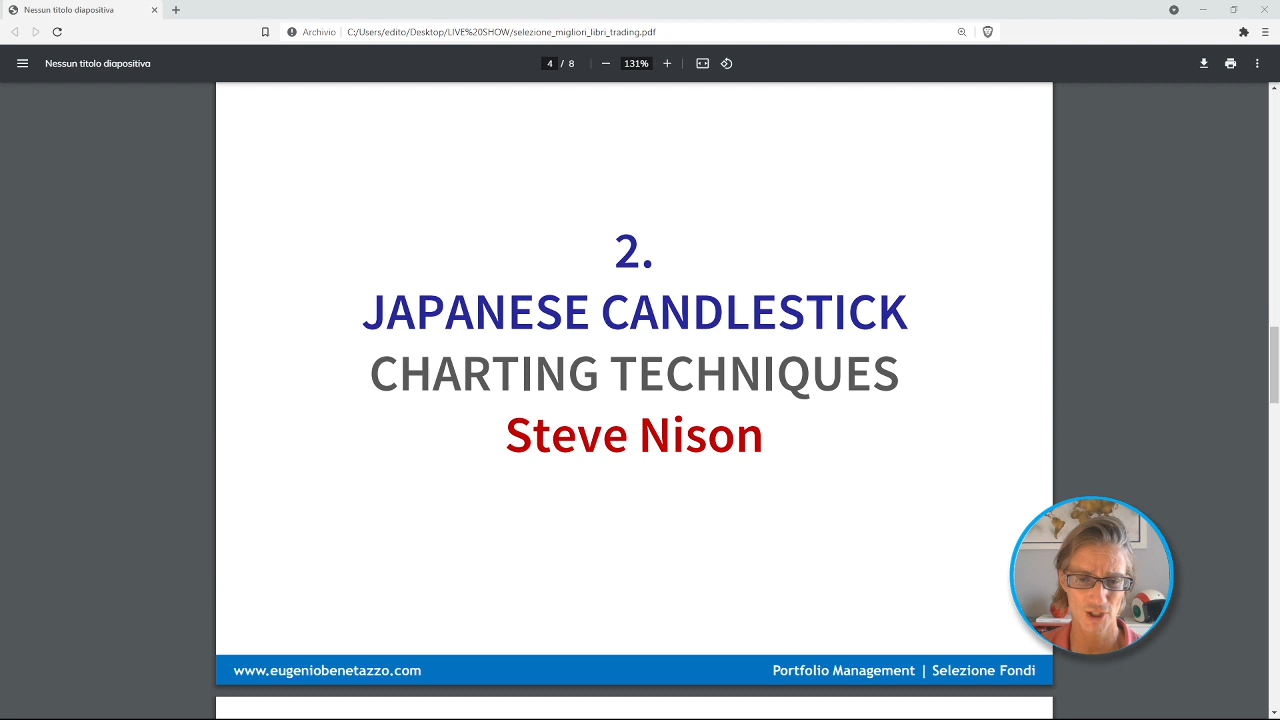 Nessun titolo diapositiva
Archivio C:/Users/edito/Desktop/LIVE%20SHOW/selezione_migliori_libri_trading.pdf
Nessun titolo diapositiva 4 / 8 131%
2.
JAPANESE CANDLESTICK
CHARTING TECHNIQUES
Steve Nison
www.eugeniobenetazzo.com Portfolio Management | Selezione Fondi